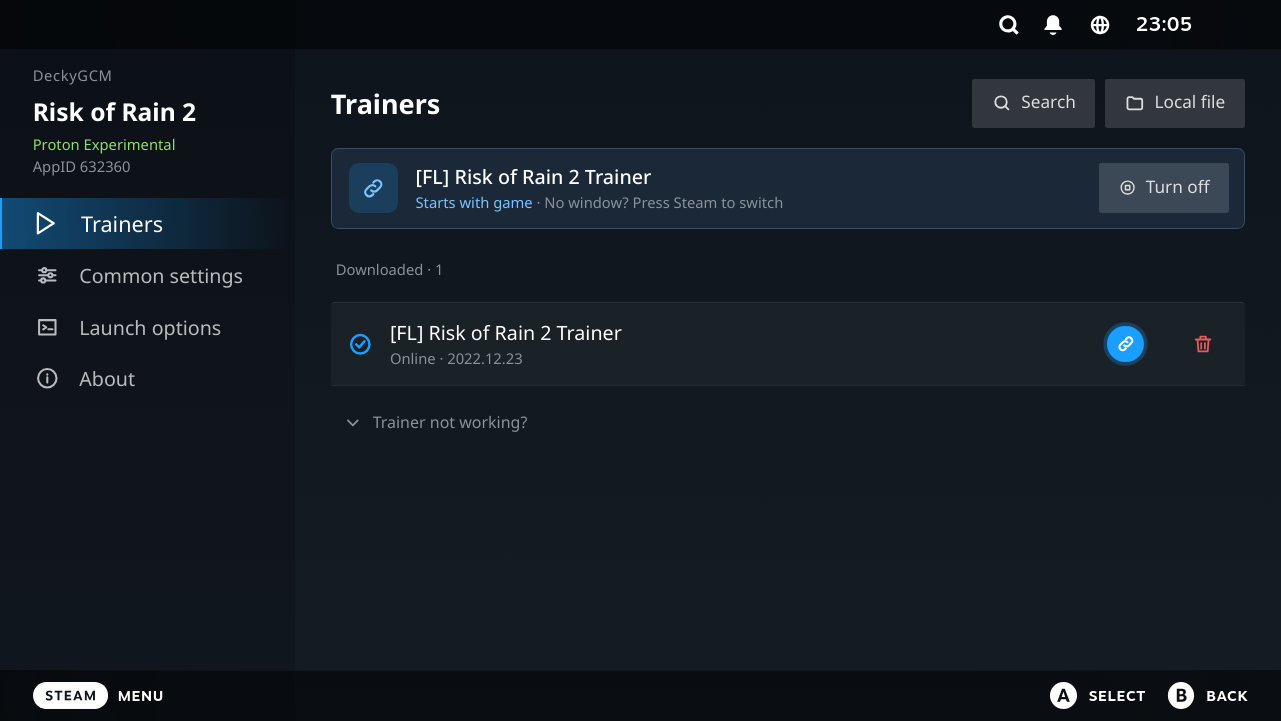 23:05
DeckyGCM
Risk of Rain 2
Proton Experimental
AppID 632360
Trainers
Common settings
Launch options
About
Trainers
Search
Local file
[FL] Risk of Rain 2 Trainer
Starts with game · No window? Press Steam to switch
Turn off
Downloaded · 1
[FL] Risk of Rain 2 Trainer
Online · 2022.12.23
Trainer not working?
STEAM MENU
A SELECT B BACK